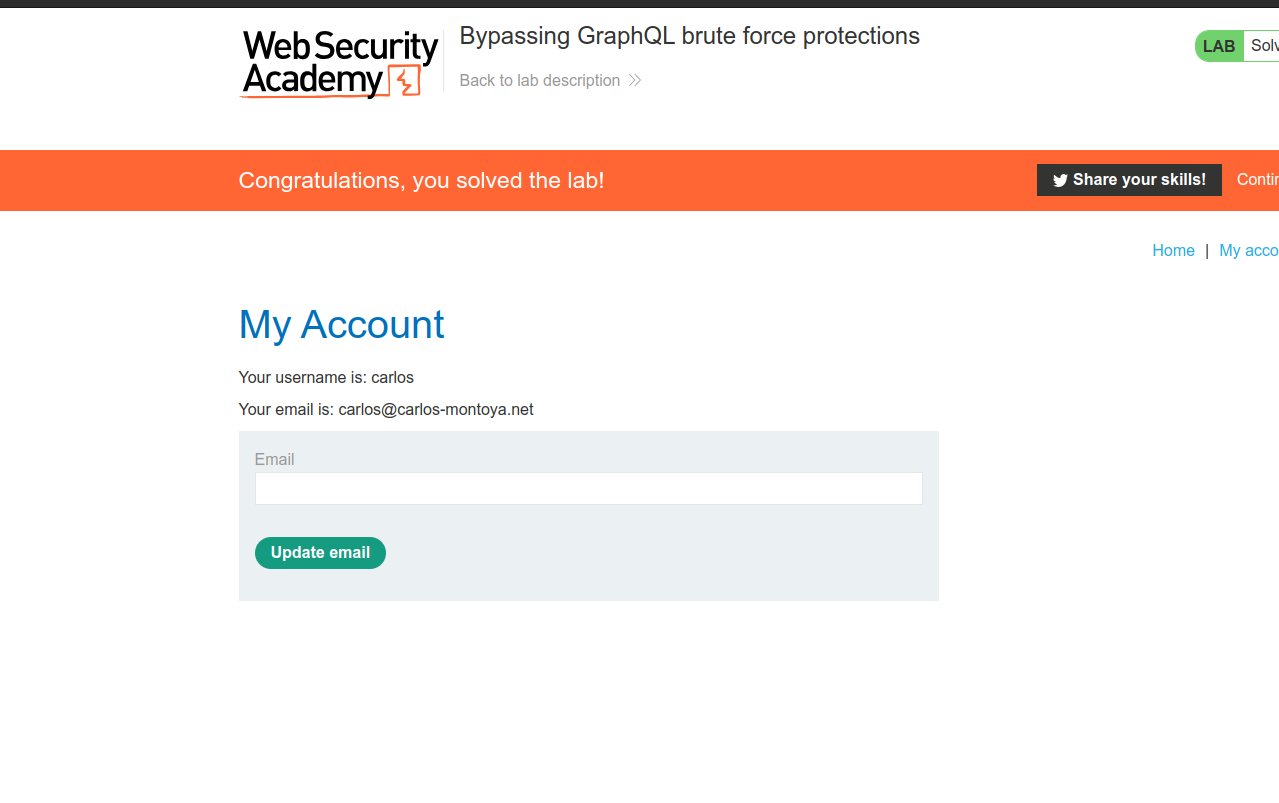 Web Security
Academy
Bypassing GraphQL brute force protections
Back to lab description
LAB
Congratulations, you solved the lab!
Share your skills!
Home | My acco
My Account
Your username is: carlos
Your email is: carlos@carlos-montoya.net
Email
Update email